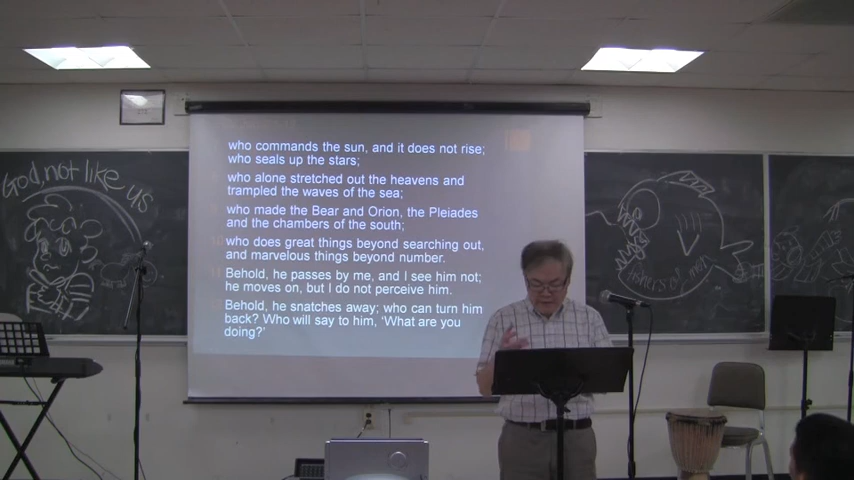 who commands the sun, and it does not rise;
who seals up the stars;
who alone stretched out the heavens and
trampled the waves of the sea;
who made the Bear and Orion, the Pleiades
and the chambers of the south;
who does great things beyond searching out,
and marvelous things beyond number.
Behold, he passes by me, and I see him not;
he moves on, but I do not perceive him.
Behold, he snatches away; who can turn him
back? Who will say to him, ‘What are you
doing?’
God, not like us
fishers of men